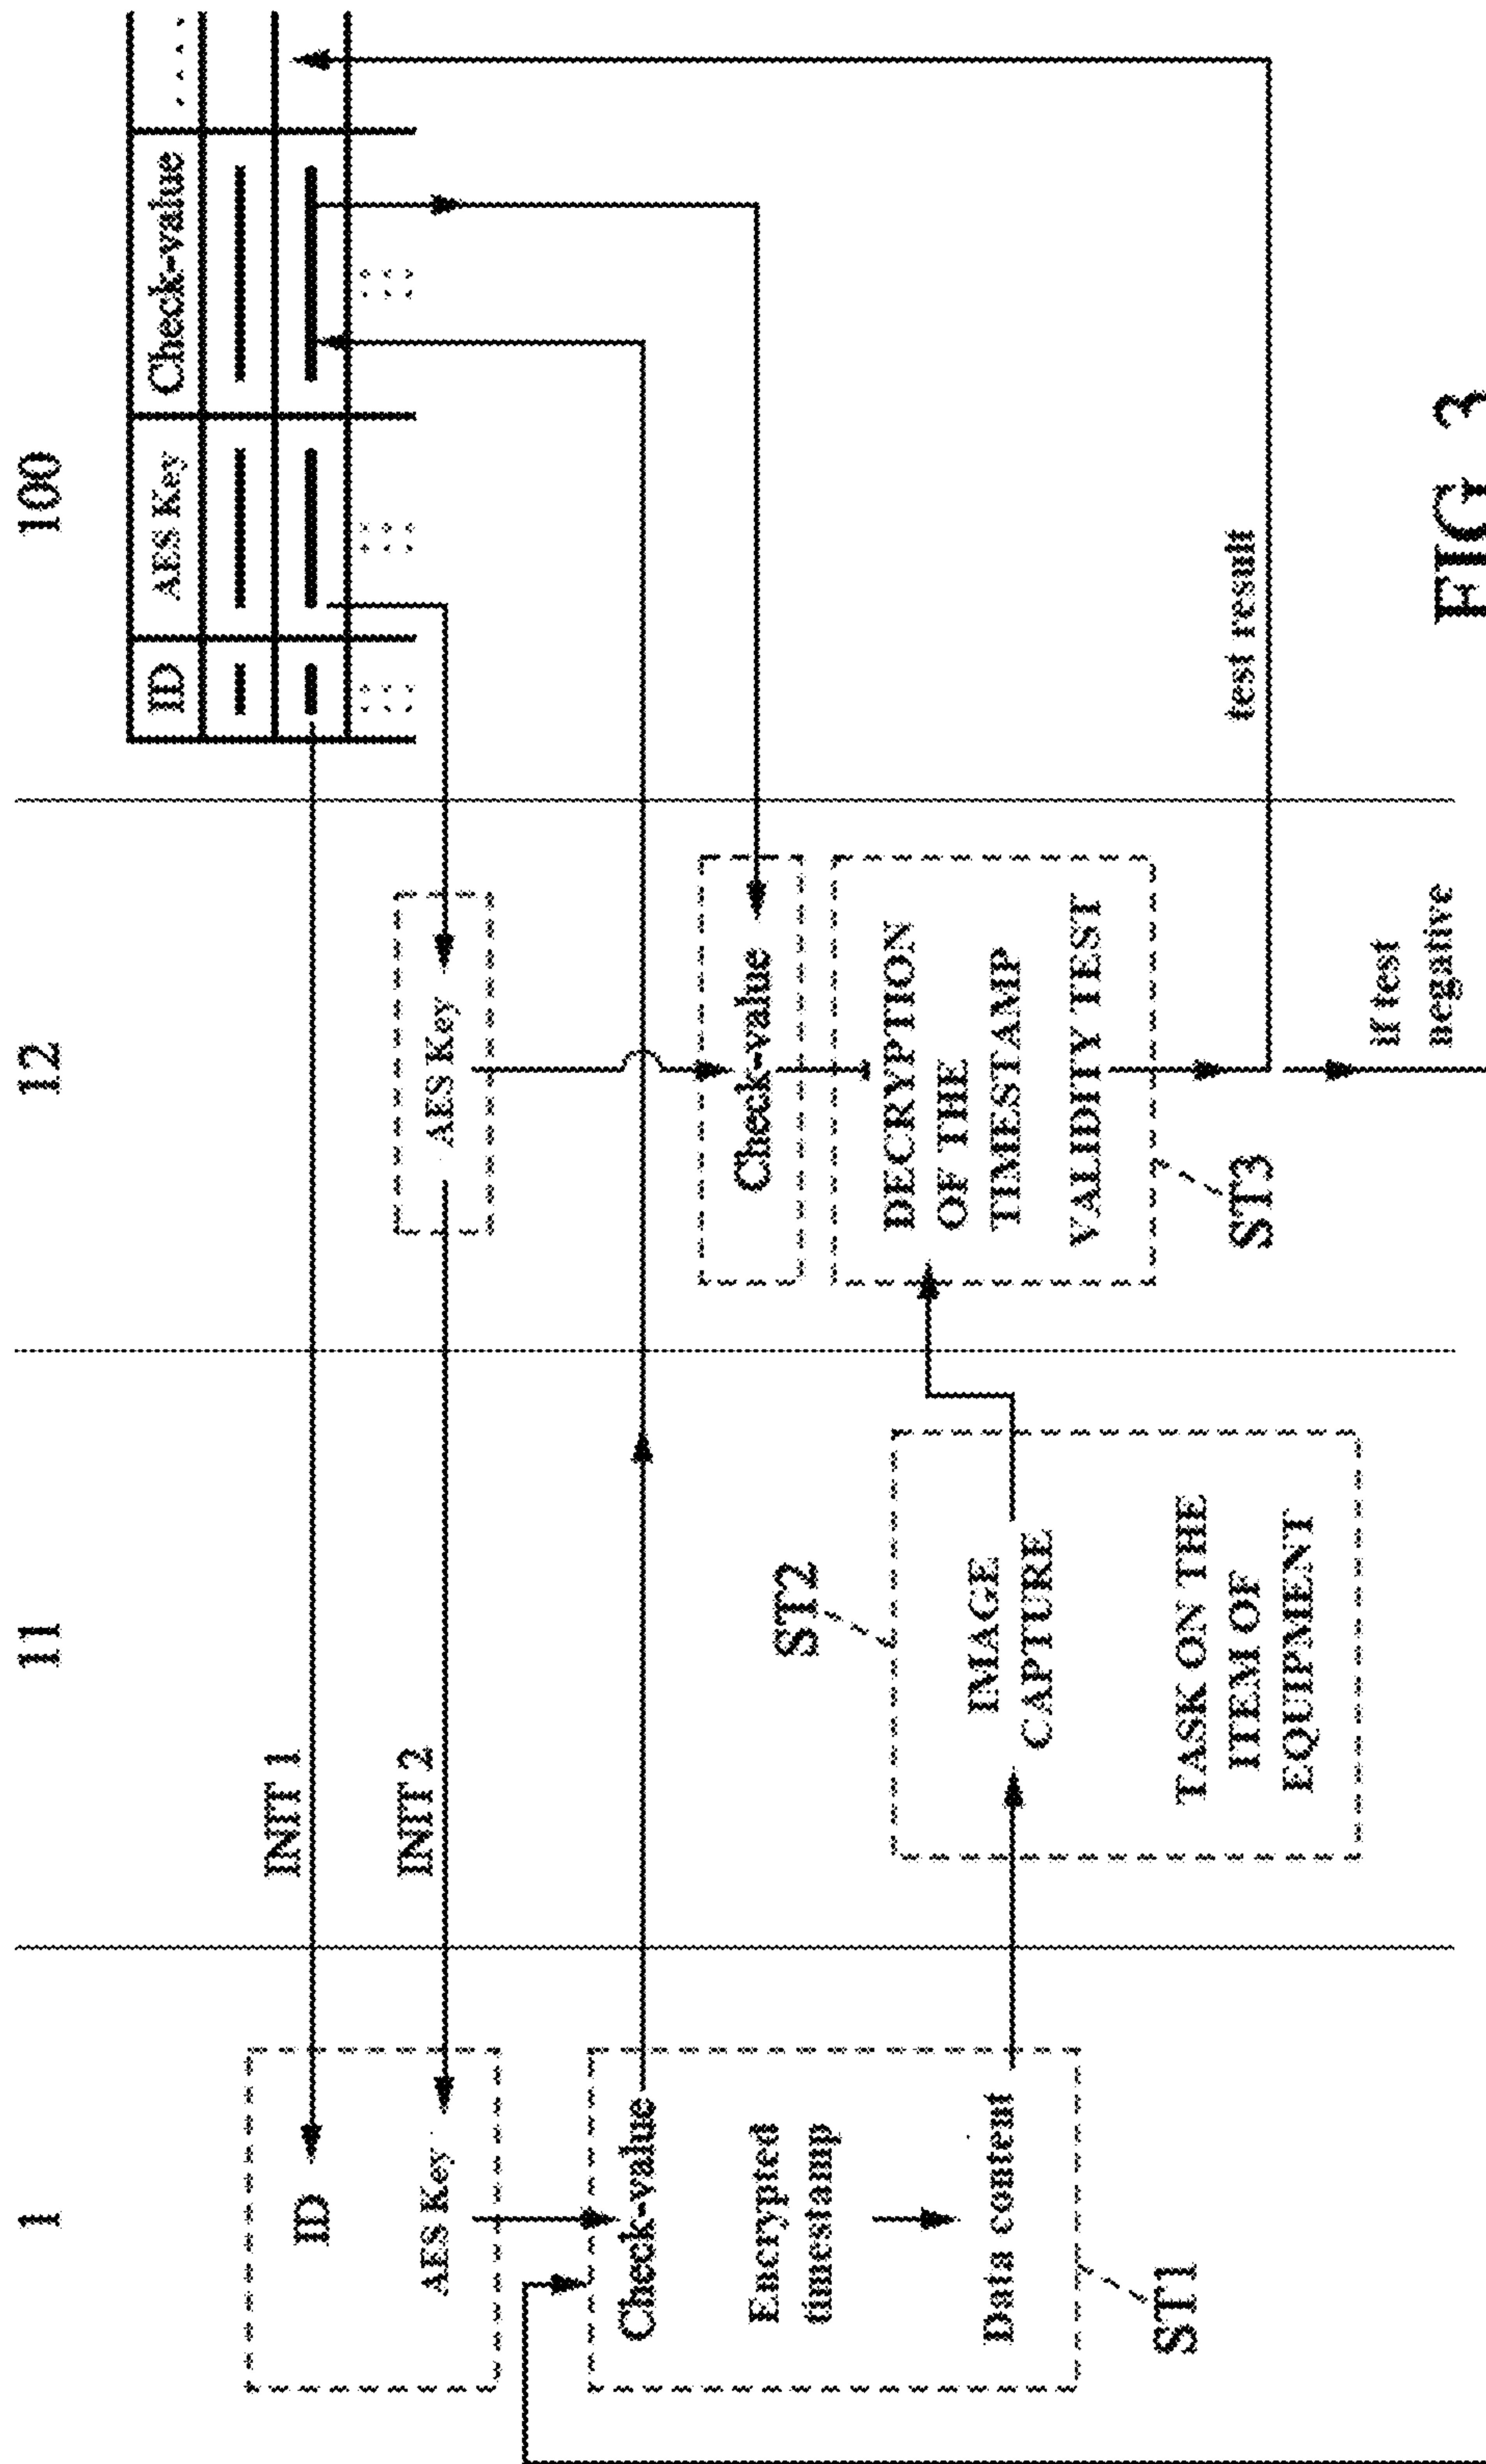 1
11
12
100
ID
AES Key
Check-value
....
INIT 1
INIT 2
ID
AES Key
AES Key
Check-value
Encrypted
timestamp
Data content
ST1
ST2
IMAGE
CAPTURE
TASK ON THE
ITEM OF
EQUIPMENT
Check-value
DECRYPTION
OF THE
TIMESTAMP
VALIDITY TEST
ST3
test result
if test
negative
FIG 3